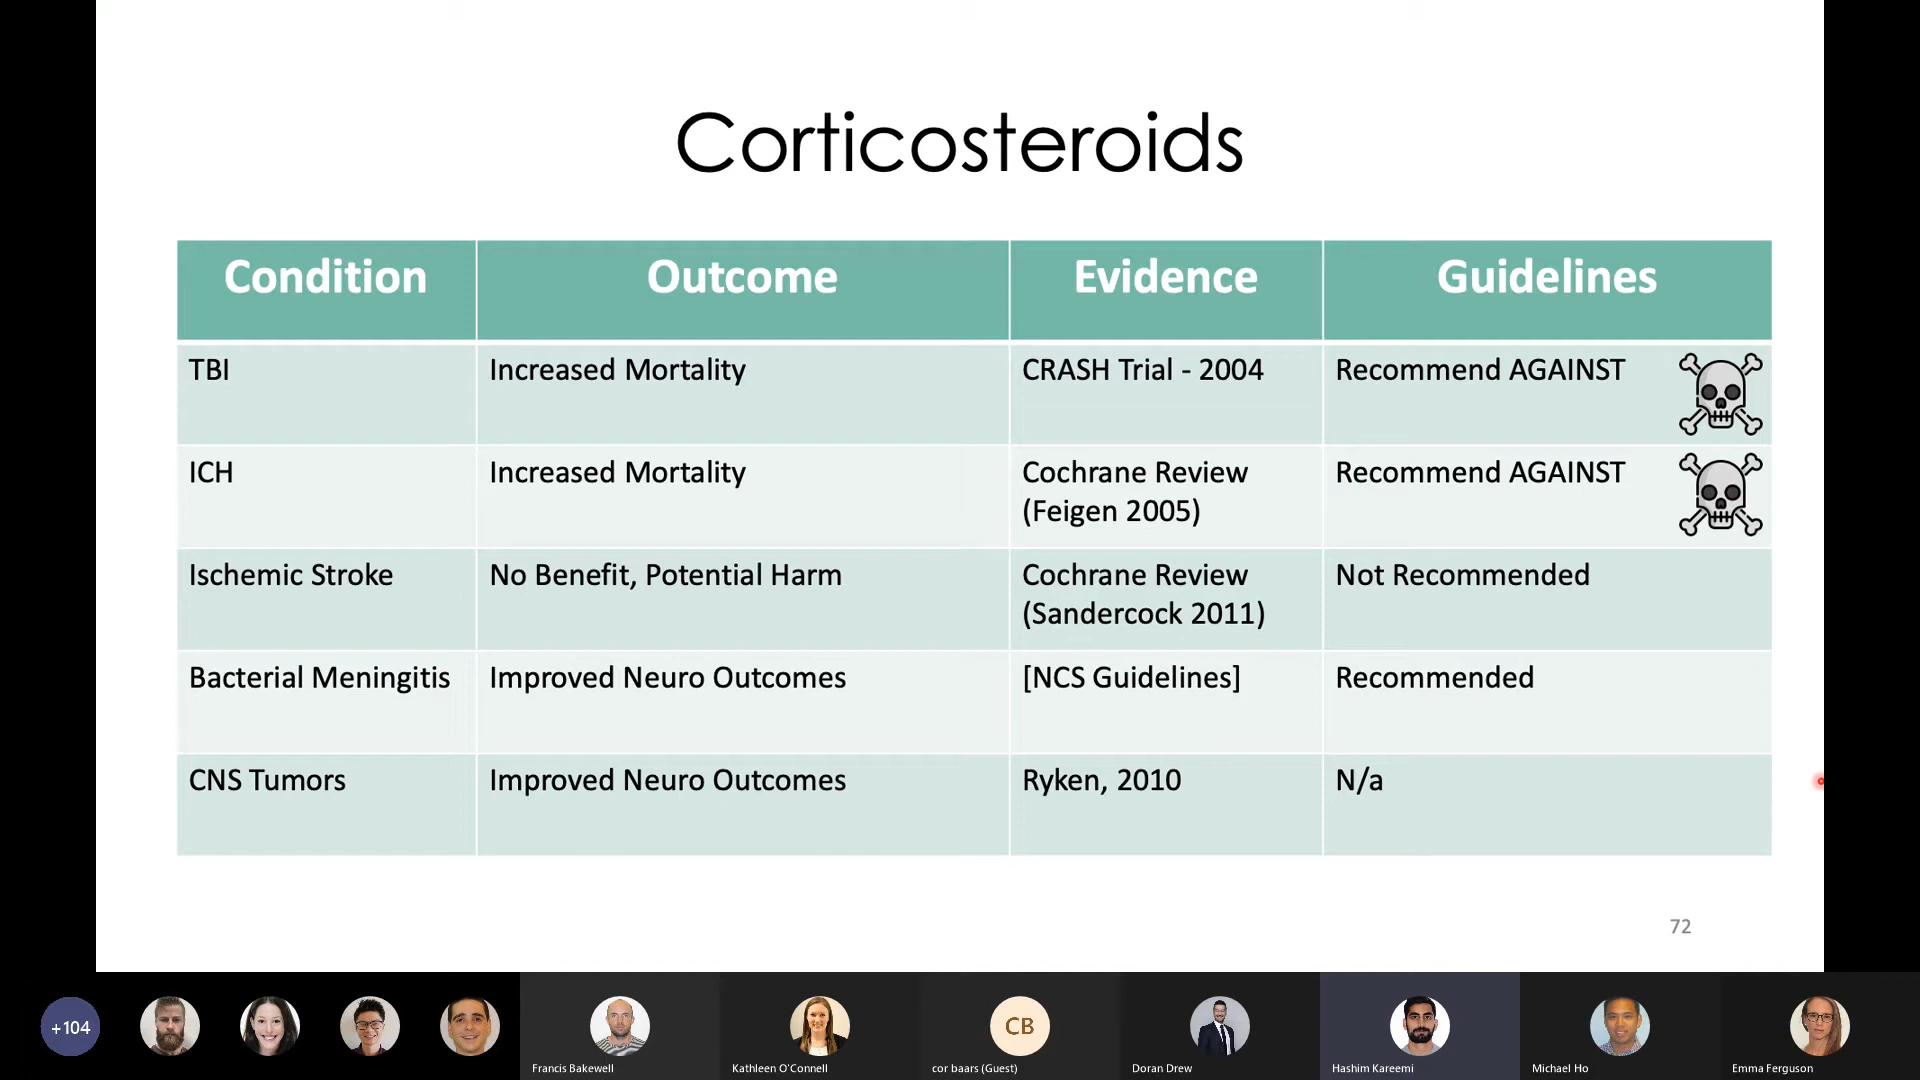 Corticosteroids
Condition Outcome Evidence Guidelines
TBI Increased Mortality CRASH Trial - 2004 Recommend AGAINST
ICH Increased Mortality Cochrane Review Recommend AGAINST
(Feigen 2005)
Ischemic Stroke No Benefit, Potential Harm Cochrane Review Not Recommended
(Sandercock 2011)
Bacterial Meningitis Improved Neuro Outcomes [NCS Guidelines] Recommended
CNS Tumors Improved Neuro Outcomes Ryken, 2010 N/a
72
+104 CB
Francis Bakewell Kathleen O'Connell cor baars (Guest) Doran Drew Hashim Kareemi Michael Ho Emma Ferguson